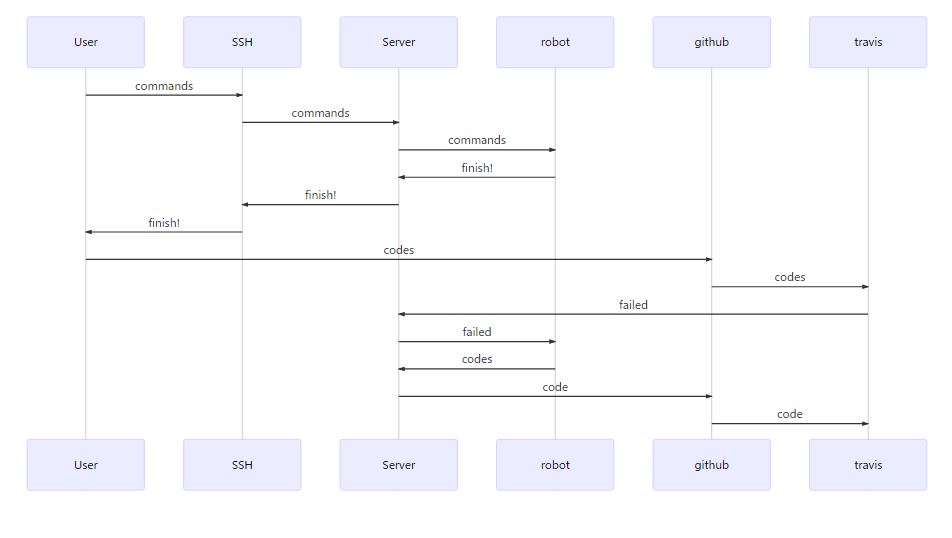 User SSH Server robot github travis
commands
commands
commands
finish!
finish!
finish!
codes
codes
failed
failed
codes
code
code
User SSH Server robot github travis